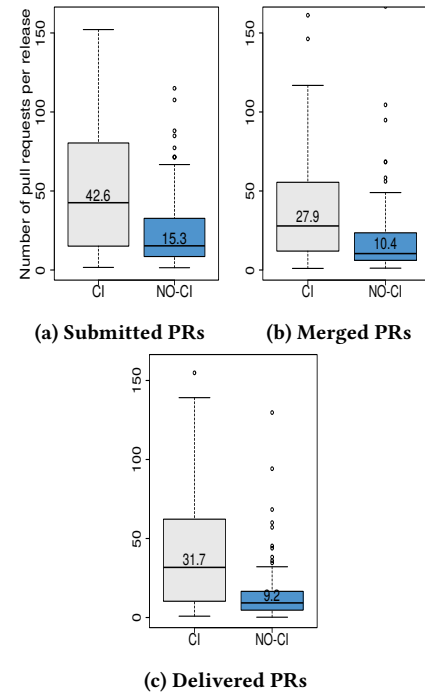 Number of pull requests per release
150
100
50
0
42.6
15.3
CI
NO-CI
150
100
50
0
27.9
10.4
CI
NO-CI
(a) Submitted PRs
(b) Merged PRs
150
100
50
0
31.7
9.2
CI
NO-CI
(c) Delivered PRs